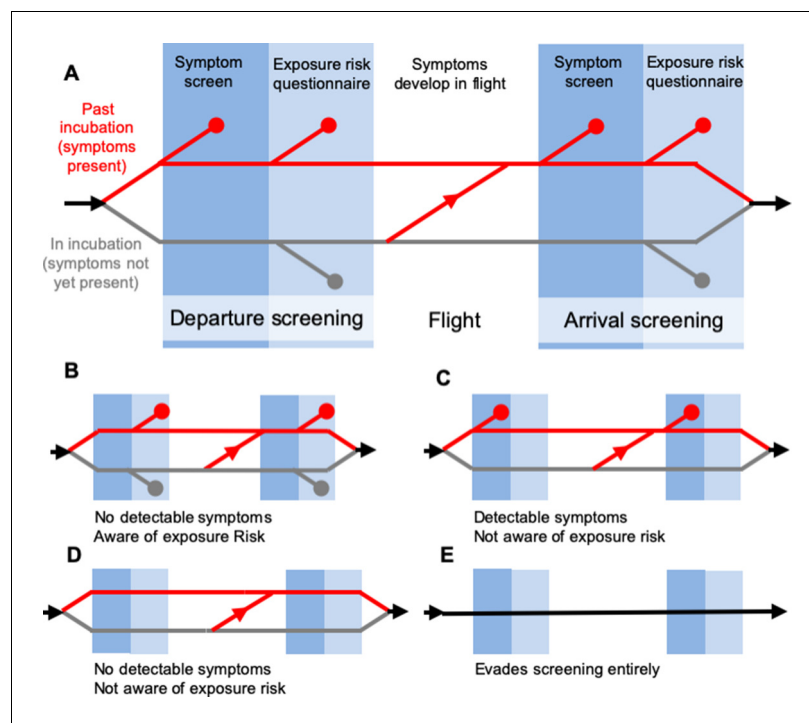 A
Symptom
screen
Exposure risk
questionnaire
Symptoms
develop in flight
Symptom
screen
Exposure risk
questionnaire
Past
incubation
(symptoms
present)
In incubation
(symptoms not
yet present)
Departure screening
Flight
Arrival screening
B
No detectable symptoms
Aware of exposure Risk
C
Detectable symptoms
Not aware of exposure risk
D
No detectable symptoms
Not aware of exposure risk
E
Evades screening entirely